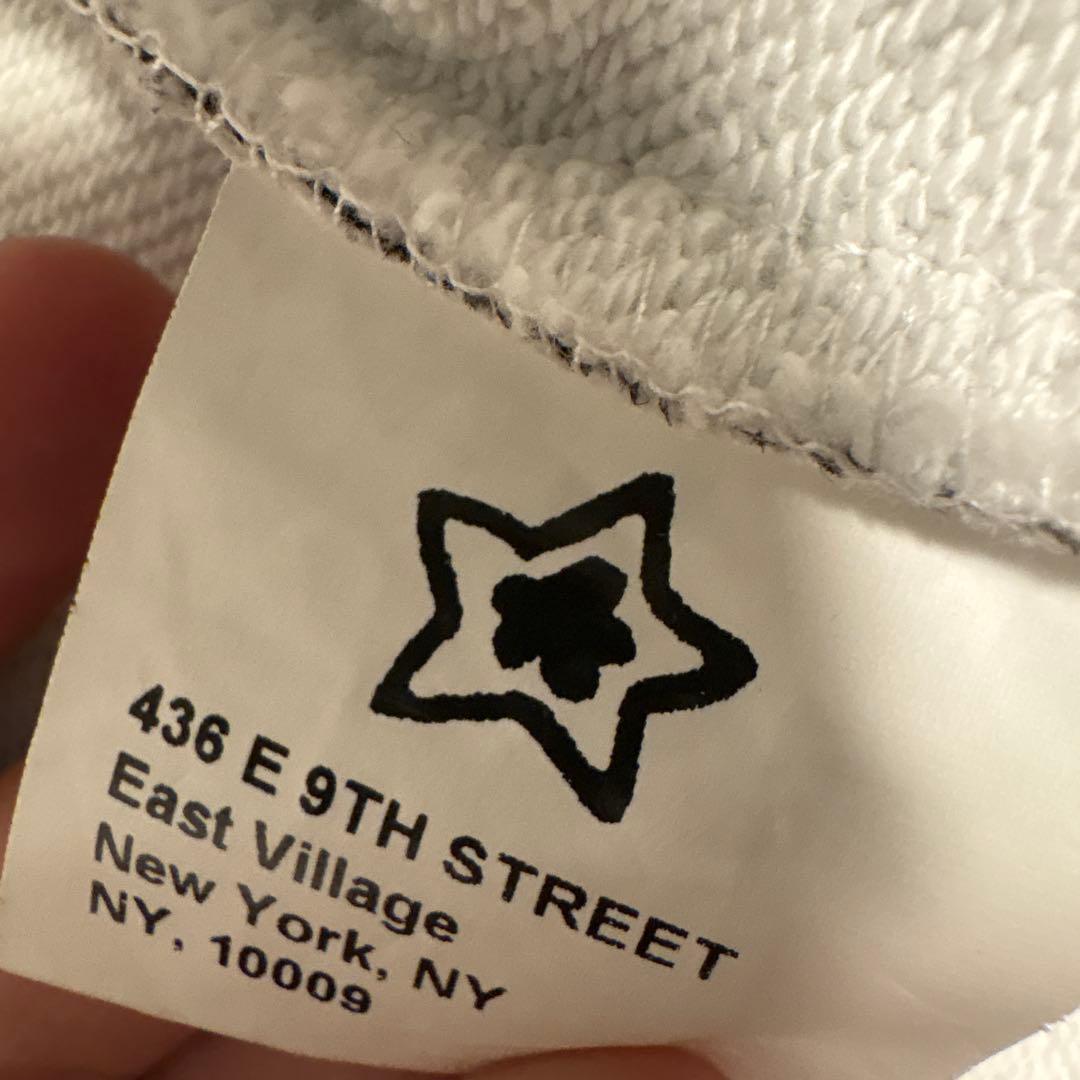 436 E 9TH STREET
East Village
New York, NY
NY, 10009